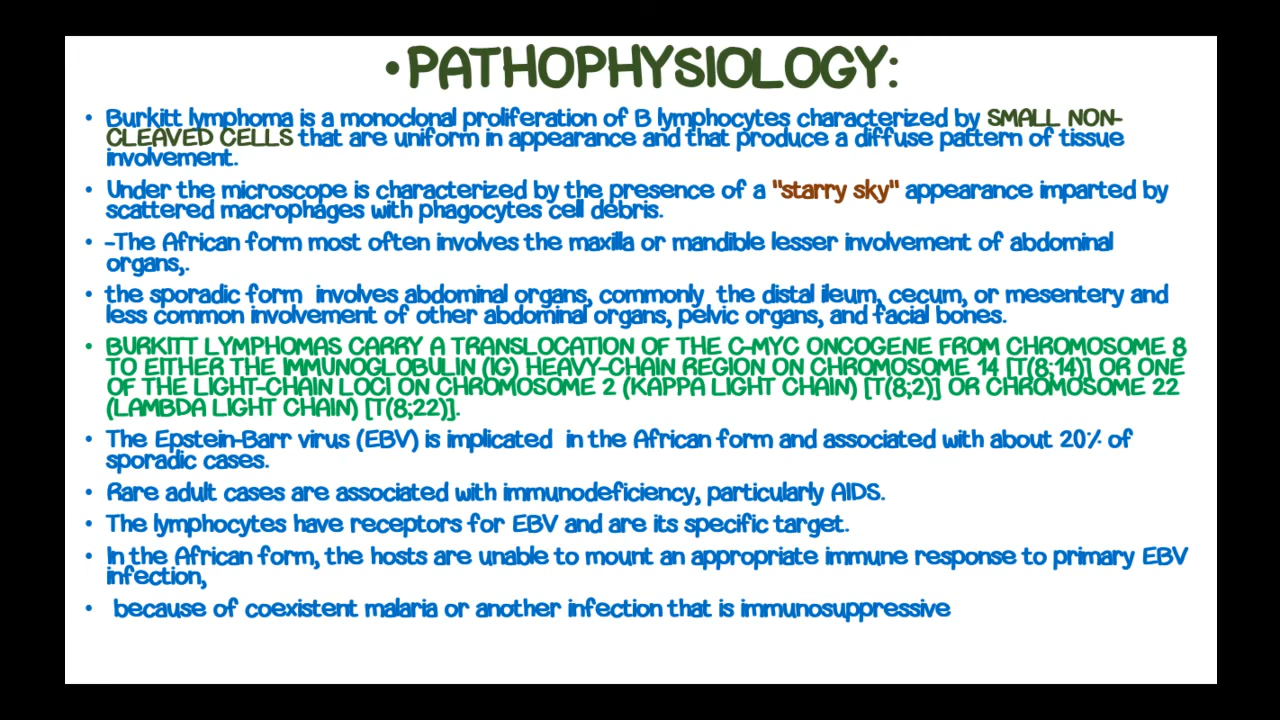 •PATHOPHYSIOLOGY:
• Burkitt lymphoma is a monoclonal proliferation of B lymphocytes characterized by SMALL NON-
CLEAVED CELLS that are uniform in appearance and that produce a diffuse pattern of tissue
involvement.
• Under the microscope is characterized by the presence of a "starry sky" appearance imparted by
scattered macrophages with phagocytes cell debris.
• -The African form most often involves the maxilla or mandible lesser involvement of abdominal
organs,.
• the sporadic form involves abdominal organs, commonly the distal ileum, cecum, or mesentery and
less common involvement of other abdominal organs, pelvic organs, and facial bones.
• BURKITT LYMPHOMAS CARRY A TRANSLOCATION OF THE C-MYC ONCOGENE FROM CHROMOSOME 8
TO EITHER THE IMMUNOGLOBULIN (IG) HEAVY-CHAIN REGION ON CHROMOSOME 14 [T(8;14)] OR ONE
OF THE LIGHT-CHAIN LOCI ON CHROMOSOME 2 (KAPPA LIGHT CHAIN) [T(8;2)] OR CHROMOSOME 22
(LAMBDA LIGHT CHAIN) [T(8;22)].
• The Epstein-Barr virus (EBV) is implicated in the African form and associated with about 20% of
sporadic cases.
• Rare adult cases are associated with immunodeficiency, particularly AIDS.
• The lymphocytes have receptors for EBV and are its specific target.
• In the African form, the hosts are unable to mount an appropriate immune response to primary EBV
infection,
• because of coexistent malaria or another infection that is immunosuppressive